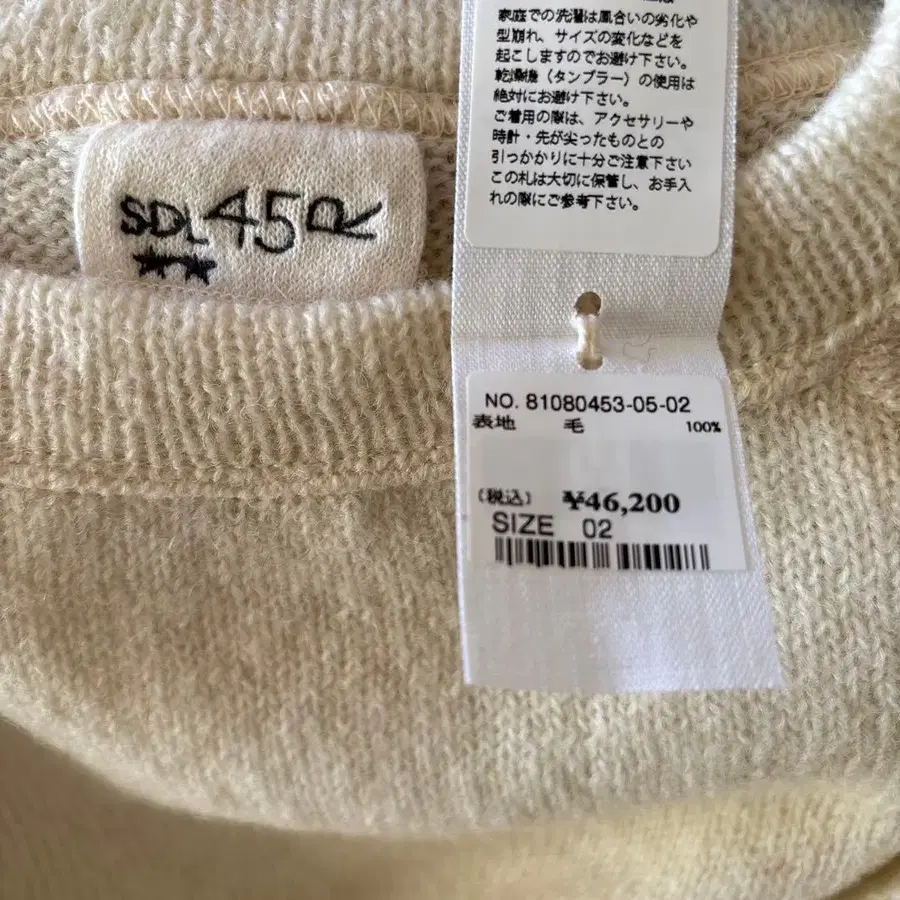 家庭での洗濯は風合いの劣化や
型崩れ、サイズの変化などを
起こしますのでお避け下さい。
乾燥機（タンブラー）の使用は
絶対にお避け下さい。
ご着用の際は、アクセサリーや
時計・先が尖ったものとの
引っかかりに十分ご注意下さい
この札は大切に保管し、お手入
れの際にご参考下さい。
45R
NO. 81080453-05-02
表地 毛 100%
(税込) ¥46,200
SIZE 02